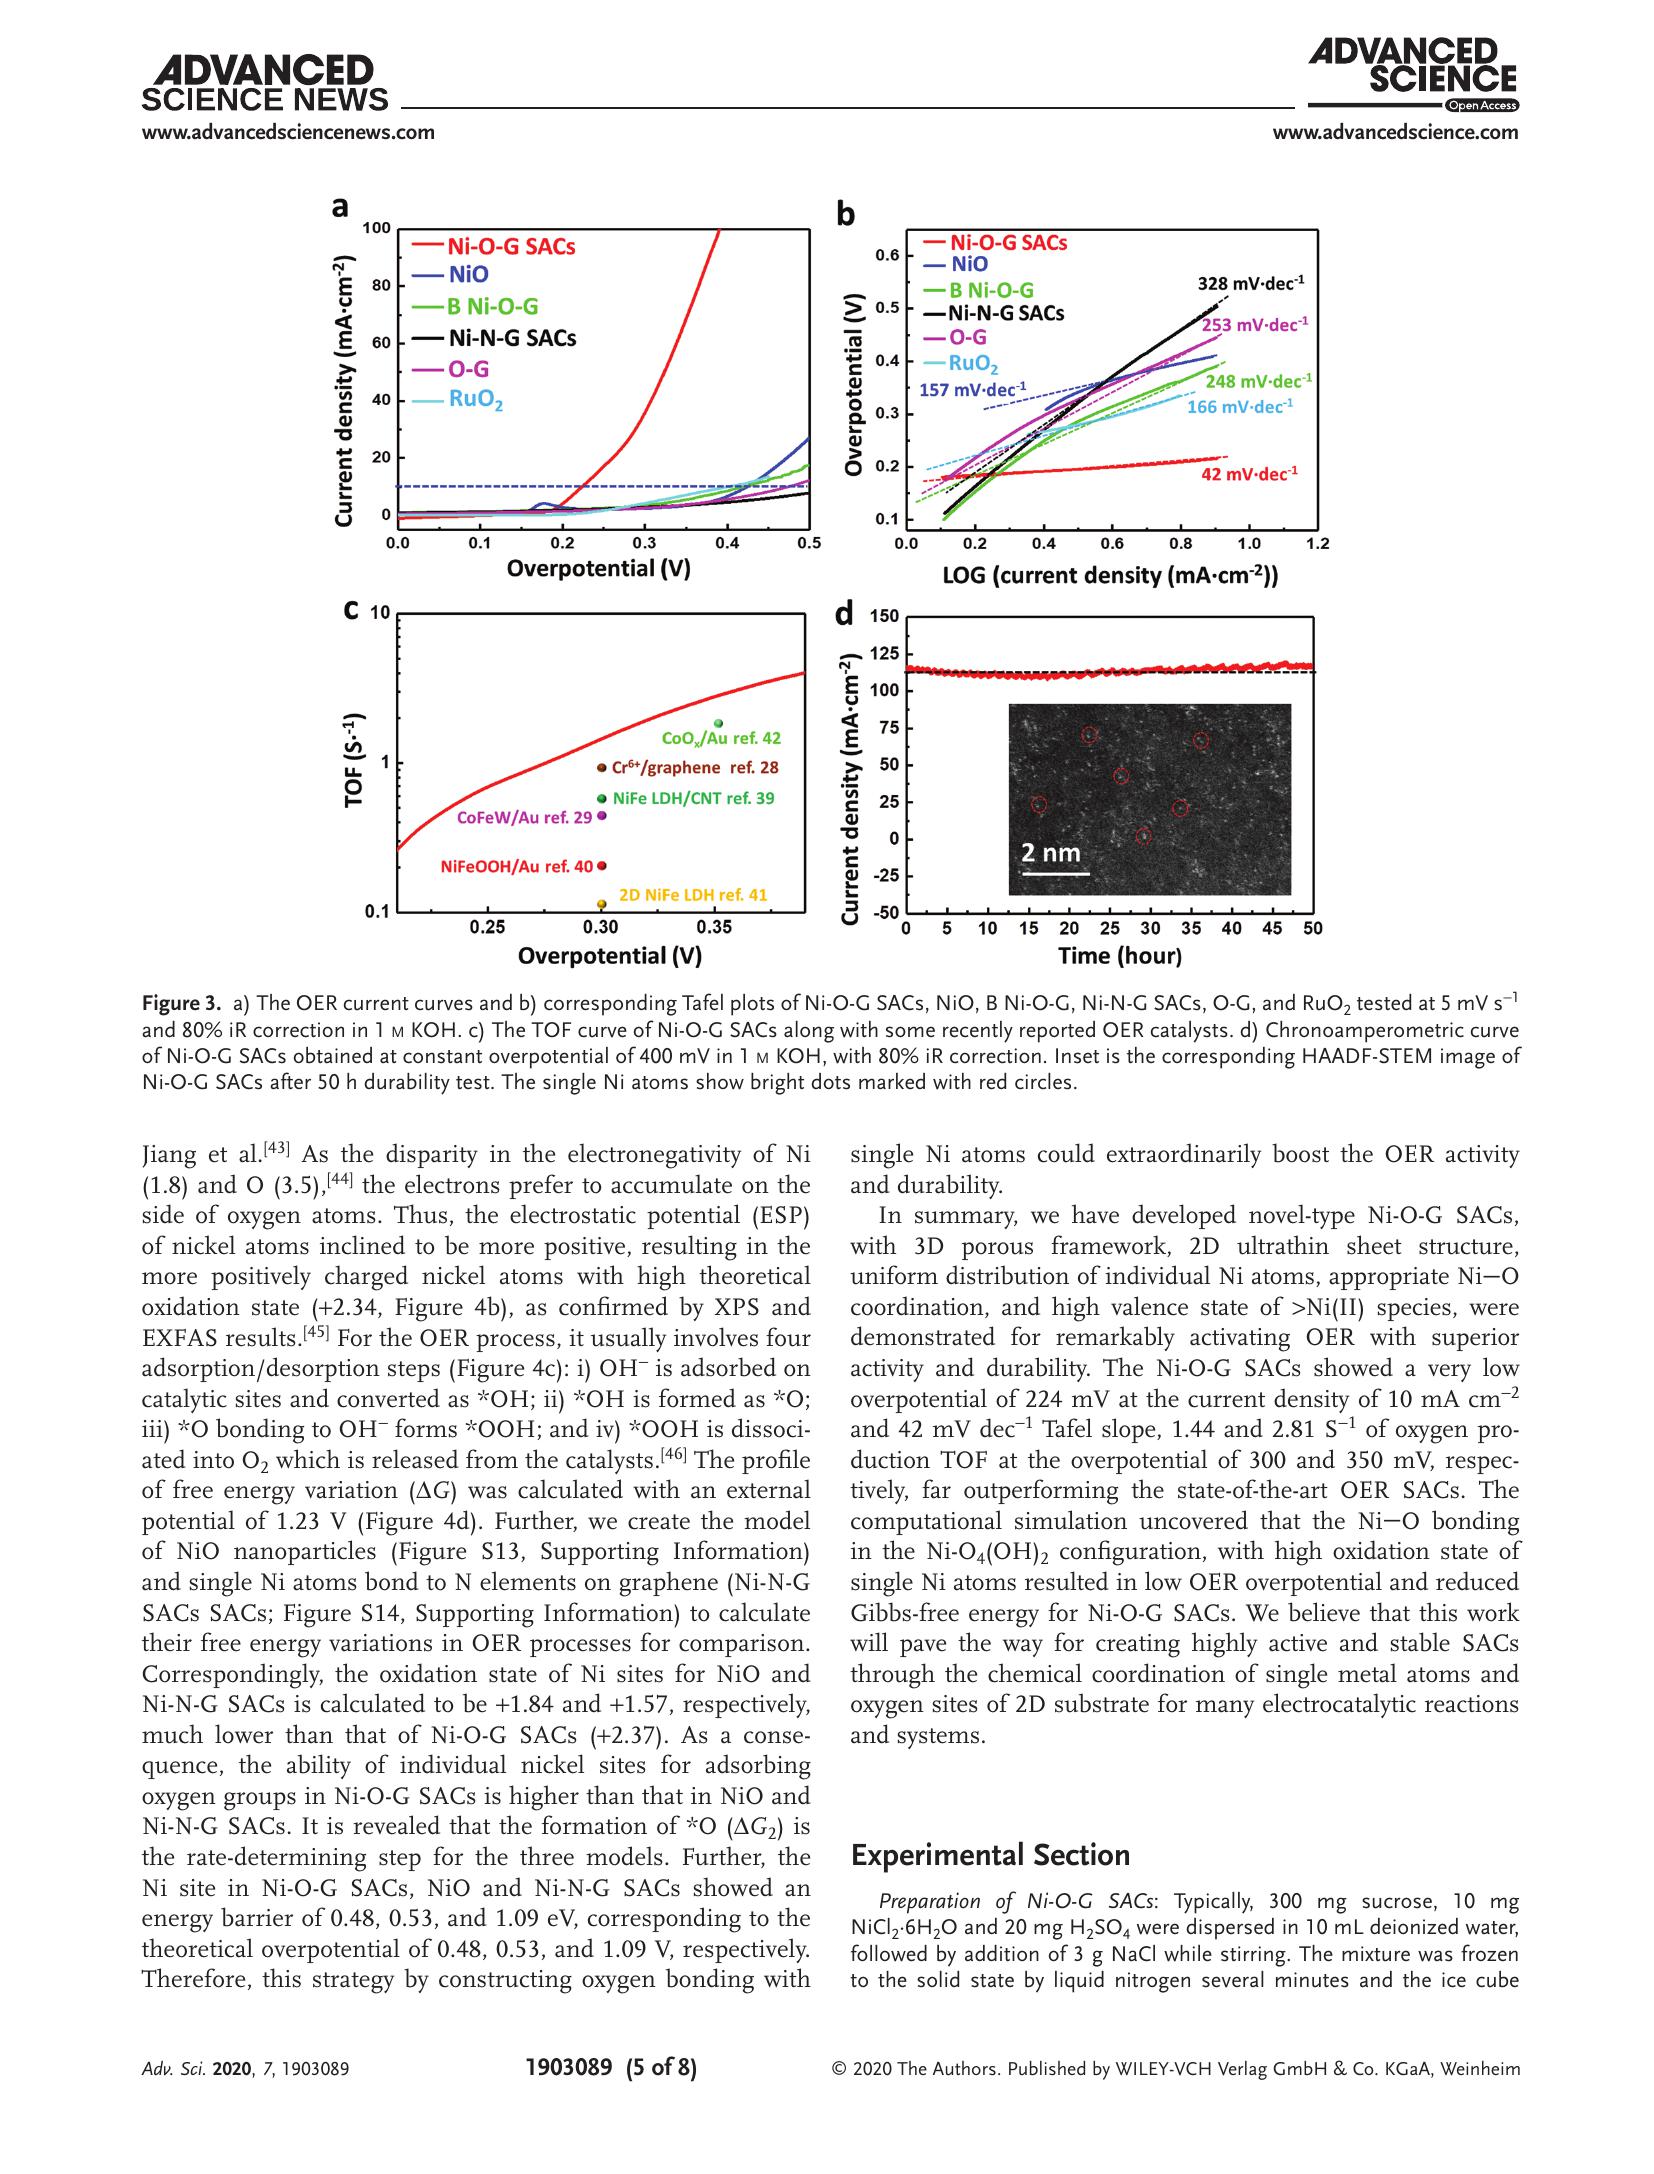 ADVANCED
SCIENCE NEWS
www.advancedsciencenews.com
ADVANCED
SCIENCE
Open Access
www.advancedscience.com
a
100
80
60
40
20
0
0.0 0.1 0.2 0.3 0.4 0.5
Current density (mA·cm-2)
Overpotential (V)
Ni-O-G SACs
NiO
B Ni-O-G
Ni-N-G SACs
O-G
RuO2
b
0.6
0.5
0.4
0.3
0.2
0.1
0.0 0.2 0.4 0.6 0.8 1.0 1.2
Overpotential (V)
LOG (current density (mA·cm-2))
Ni-O-G SACs
NiO
B Ni-O-G
Ni-N-G SACs
O-G
RuO2
328 mV·dec-1
253 mV·dec-1
157 mV·dec-1
248 mV·dec-1
166 mV·dec-1
42 mV·dec-1
c
10
1
0.1
0.25 0.30 0.35
TOF (S·-1)
Overpotential (V)
CoOx/Au ref. 42
Cr6+/graphene ref. 28
NiFe LDH/CNT ref. 39
CoFeW/Au ref. 29
NiFeOOH/Au ref. 40
2D NiFe LDH ref. 41
d
150
125
100
75
50
25
0
-25
-50
0 5 10 15 20 25 30 35 40 45 50
Current density (mA·cm-2)
Time (hour)
2 nm
Figure 3. a) The OER current curves and b) corresponding Tafel plots of Ni-O-G SACs, NiO, B Ni-O-G, Ni-N-G SACs, O-G, and RuO2 tested at 5 mV s−1
and 80% iR correction in 1 M KOH. c) The TOF curve of Ni-O-G SACs along with some recently reported OER catalysts. d) Chronoamperometric curve
of Ni-O-G SACs obtained at constant overpotential of 400 mV in 1 M KOH, with 80% iR correction. Inset is the corresponding HAADF-STEM image of
Ni-O-G SACs after 50 h durability test. The single Ni atoms show bright dots marked with red circles.
Jiang et al.[43] As the disparity in the electronegativity of Ni
(1.8) and O (3.5),[44] the electrons prefer to accumulate on the
side of oxygen atoms. Thus, the electrostatic potential (ESP)
of nickel atoms inclined to be more positive, resulting in the
more positively charged nickel atoms with high theoretical
oxidation state (+2.34, Figure 4b), as confirmed by XPS and
EXFAS results.[45] For the OER process, it usually involves four
adsorption/desorption steps (Figure 4c): i) OH− is adsorbed on
catalytic sites and converted as *OH; ii) *OH is formed as *O;
iii) *O bonding to OH− forms *OOH; and iv) *OOH is dissoci-
ated into O2 which is released from the catalysts.[46] The profile
of free energy variation (ΔG) was calculated with an external
potential of 1.23 V (Figure 4d). Further, we create the model
of NiO nanoparticles (Figure S13, Supporting Information)
and single Ni atoms bond to N elements on graphene (Ni-N-G
SACs SACs; Figure S14, Supporting Information) to calculate
their free energy variations in OER processes for comparison.
Correspondingly, the oxidation state of Ni sites for NiO and
Ni-N-G SACs is calculated to be +1.84 and +1.57, respectively,
much lower than that of Ni-O-G SACs (+2.37). As a conse-
quence, the ability of individual nickel sites for adsorbing
oxygen groups in Ni-O-G SACs is higher than that in NiO and
Ni-N-G SACs. It is revealed that the formation of *O (ΔG2) is
the rate-determining step for the three models. Further, the
Ni site in Ni-O-G SACs, NiO and Ni-N-G SACs showed an
energy barrier of 0.48, 0.53, and 1.09 eV, corresponding to the
theoretical overpotential of 0.48, 0.53, and 1.09 V, respectively.
Therefore, this strategy by constructing oxygen bonding with
single Ni atoms could extraordinarily boost the OER activity
and durability.
In summary, we have developed novel-type Ni-O-G SACs,
with 3D porous framework, 2D ultrathin sheet structure,
uniform distribution of individual Ni atoms, appropriate Ni─O
coordination, and high valence state of >Ni(II) species, were
demonstrated for remarkably activating OER with superior
activity and durability. The Ni-O-G SACs showed a very low
overpotential of 224 mV at the current density of 10 mA cm−2
and 42 mV dec−1 Tafel slope, 1.44 and 2.81 S−1 of oxygen pro-
duction TOF at the overpotential of 300 and 350 mV, respec-
tively, far outperforming the state-of-the-art OER SACs. The
computational simulation uncovered that the Ni─O bonding
in the Ni-O4(OH)2 configuration, with high oxidation state of
single Ni atoms resulted in low OER overpotential and reduced
Gibbs-free energy for Ni-O-G SACs. We believe that this work
will pave the way for creating highly active and stable SACs
through the chemical coordination of single metal atoms and
oxygen sites of 2D substrate for many electrocatalytic reactions
and systems.
Experimental Section
Preparation of Ni-O-G SACs: Typically, 300 mg sucrose, 10 mg
NiCl2·6H2O and 20 mg H2SO4 were dispersed in 10 mL deionized water,
followed by addition of 3 g NaCl while stirring. The mixture was frozen
to the solid state by liquid nitrogen several minutes and the ice cube
Adv. Sci. 2020, 7, 1903089
1903089 (5 of 8)
© 2020 The Authors. Published by WILEY-VCH Verlag GmbH & Co. KGaA, Weinheim